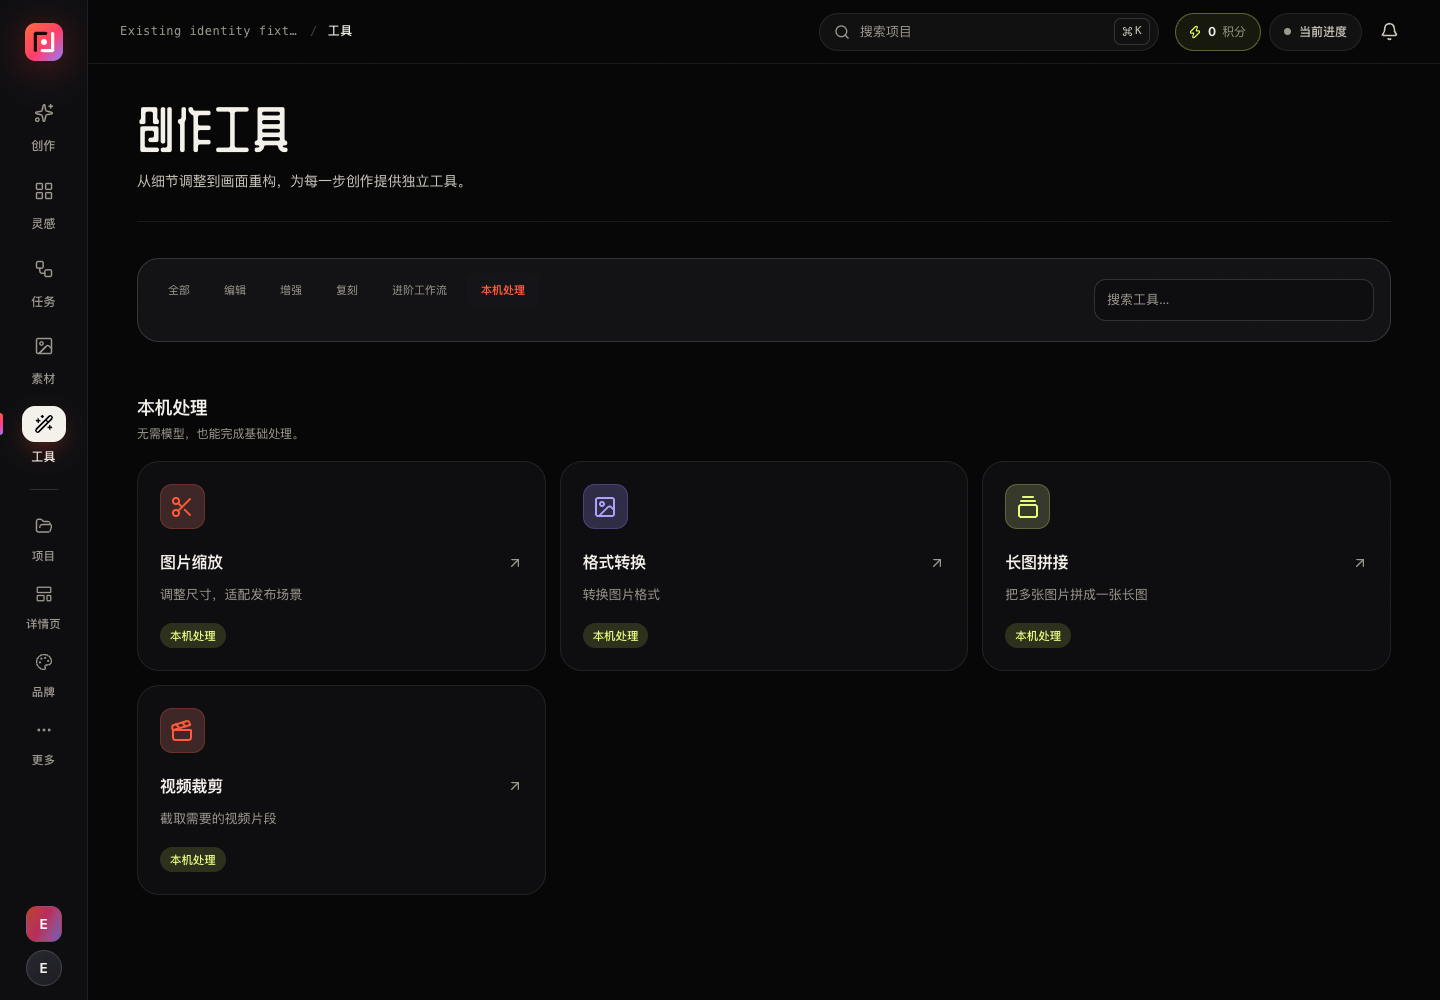 Existing identity fixt… / 工具
搜索项目
⌘K
0 积分
当前进度
创作
灵感
任务
素材
工具
项目
详情页
品牌
更多
E
E
创作工具
从细节调整到画面重构，为每一步创作提供独立工具。
全部 编辑 增强 复刻 进阶工作流 本机处理
搜索工具...
本机处理
无需模型，也能完成基础处理。
图片缩放
调整尺寸，适配发布场景
本机处理
格式转换
转换图片格式
本机处理
长图拼接
把多张图片拼成一张长图
本机处理
视频裁剪
截取需要的视频片段
本机处理